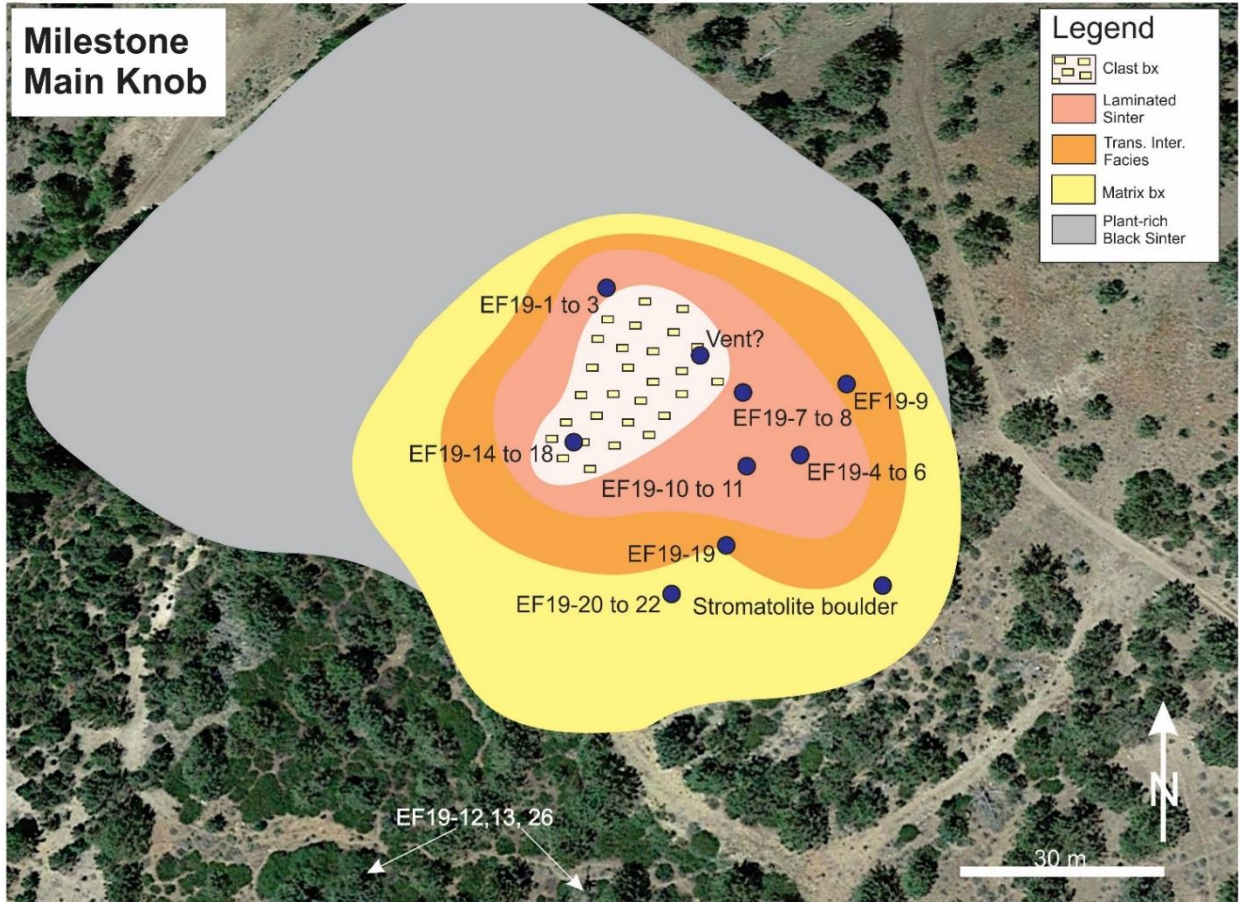 Milestone
Main Knob
Legend
Clast bx
Laminated
Sinter
Trans. Inter.
Facies
Matrix bx
Plant-rich
Black Sinter
EF19-1 to 3
Vent?
EF19-9
EF19-7 to 8
EF19-14 to 18
EF19-4 to 6
EF19-10 to 11
EF19-19
EF19-20 to 22
Stromatolite boulder
EF19-12,13, 26
N
30 m